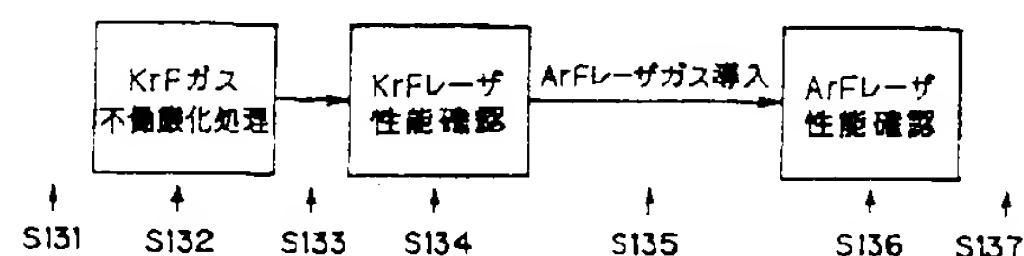 KrFガス
不働態化処理
KrFレーザ
性能確認
ArFレーザガス導入
ArFレーザ
性能確認
S131 S132 S133 S134 S135 S136 S137